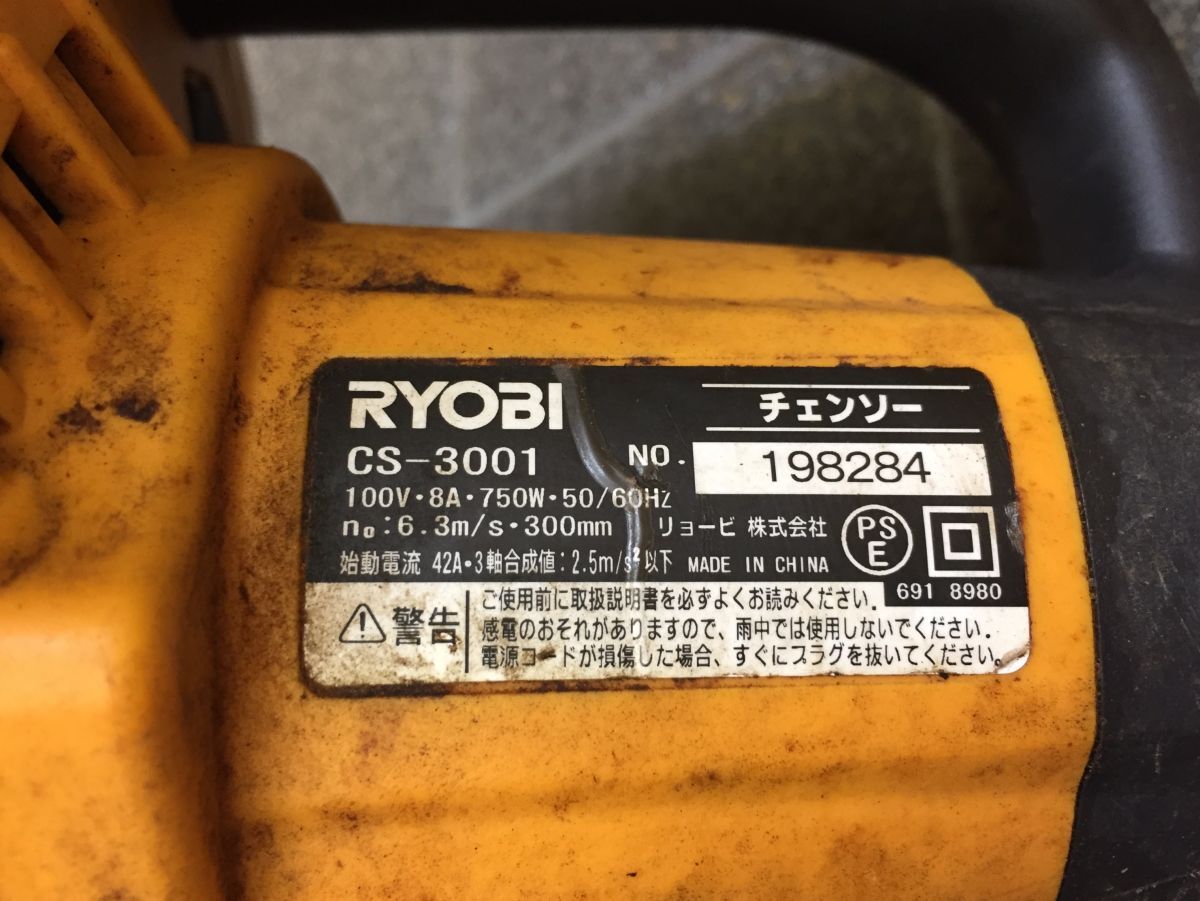 RYOBI
チェンソー
CS-3001 NO. 198284
100V・8A・750W・50/60Hz
n₀:6.3m/s・300mm リョービ 株式会社
PS
E
始動電流 42A・3軸合成値:2.5m/s²以下 MADE IN CHINA
691 8980
警告
ご使用前に取扱説明書を必ずよくお読みください.
感電のおそれがありますので、雨中では使用しないでください.
電源コードが損傷した場合、すぐにプラグを抜いてください。